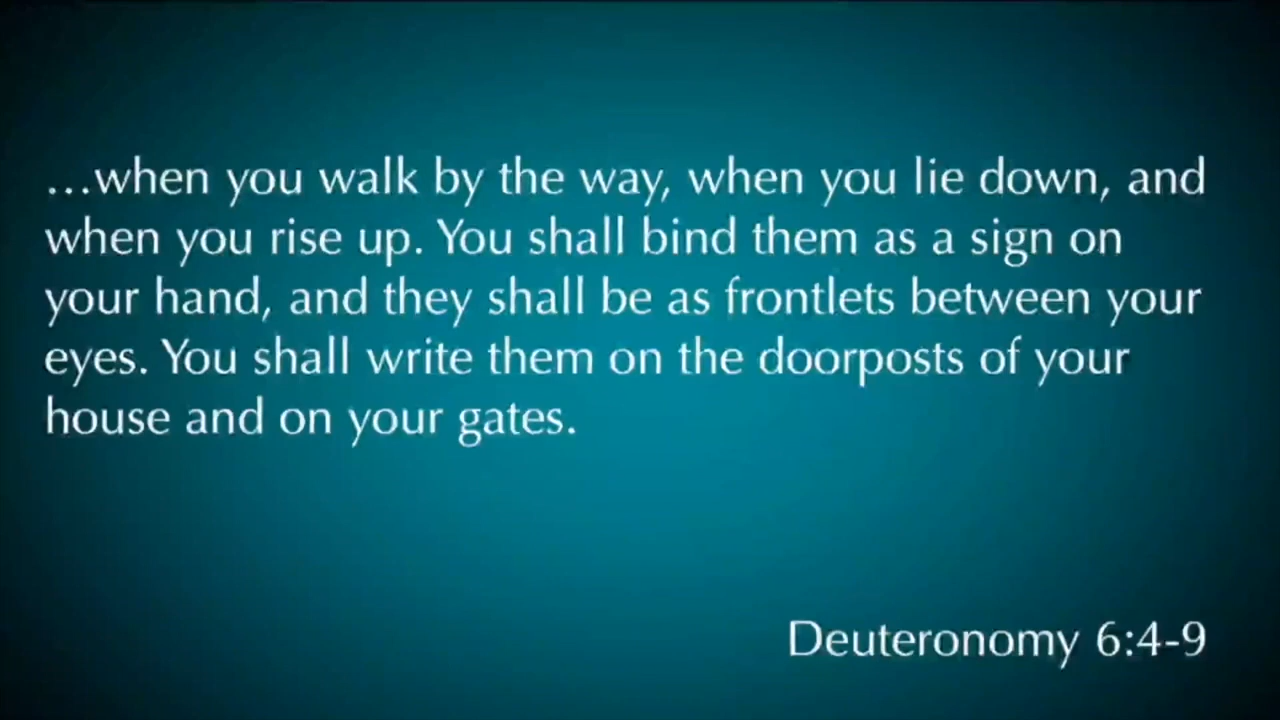 …when you walk by the way, when you lie down, and
when you rise up. You shall bind them as a sign on
your hand, and they shall be as frontlets between your
eyes. You shall write them on the doorposts of your
house and on your gates.
Deuteronomy 6:4-9